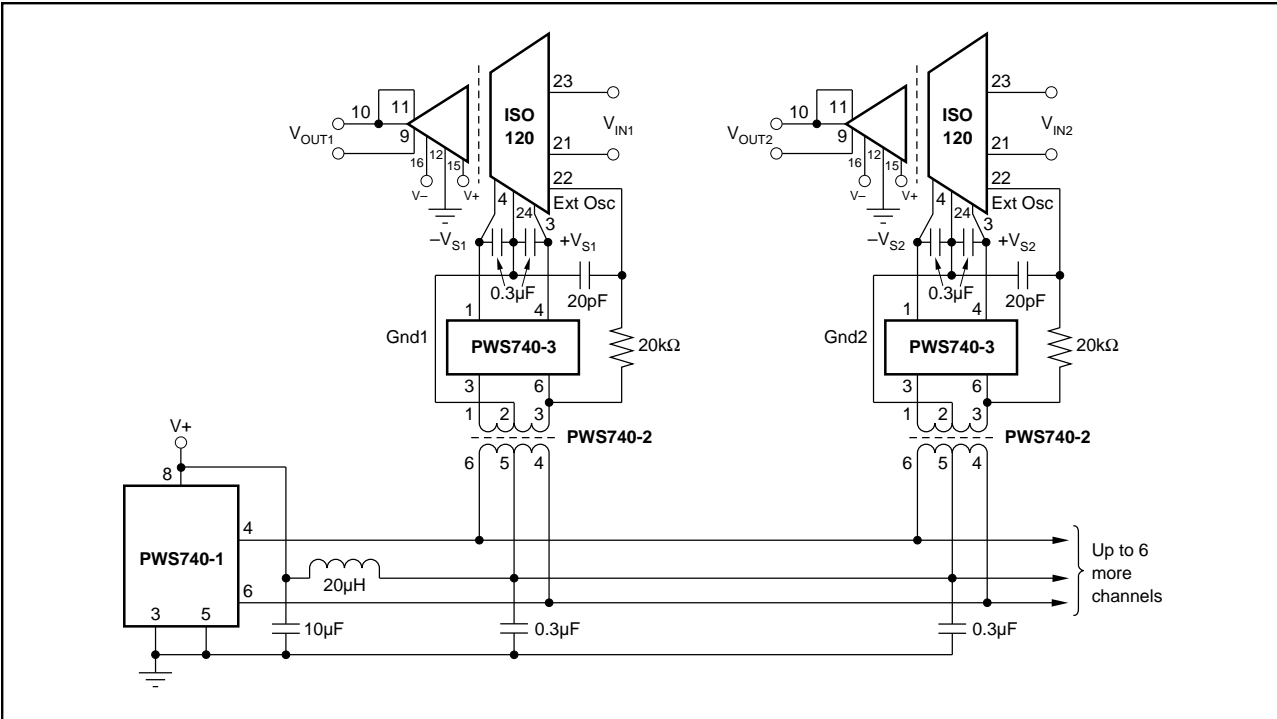 23
11
10
ISO
120
V_OUT1
V_IN1
9
21
16
12
15
22
V–
V+
4
24
3
Ext Osc
–V_S1
+V_S1
0.3µF
20pF
1
4
Gnd1
PWS740-3
20kΩ
3
6
1
2
3
PWS740-2
6
5
4
23
11
10
ISO
120
V_OUT2
V_IN2
9
21
16
12
15
22
V–
V+
4
24
3
Ext Osc
–V_S2
+V_S2
0.3µF
20pF
1
4
Gnd2
PWS740-3
20kΩ
3
6
1
2
3
PWS740-2
6
5
4
V+
8
4
PWS740-1
20µH
6
3
5
10µF
0.3µF
0.3µF
Up to 6
more
channels